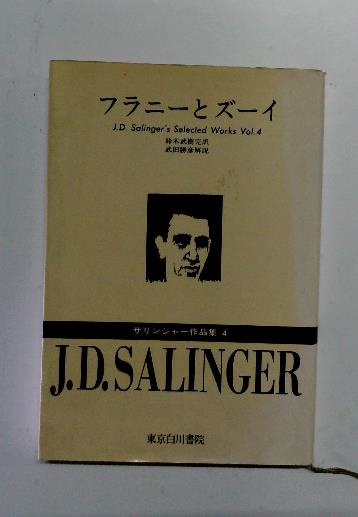 フラニーとズーイ
J.D. Salinger's Selected Works Vol.4
鈴木武樹完訳
武田勝彦解説
サリンジャー作品集 4
J.D.SALINGER
東京白川書院